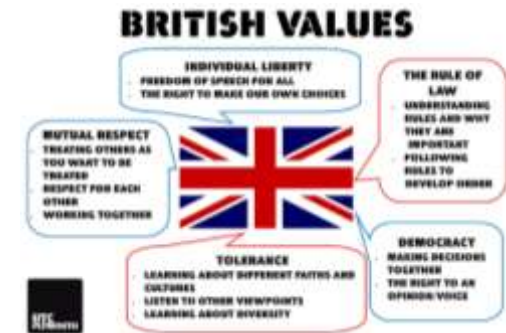 BRITISH VALUES
INDIVIDUAL LIBERTY
FREEDOM OF SPEECH FOR ALL
THE RIGHT TO MAKE OUR OWN CHOICES
THE RULE OF
LAW
UNDERSTANDING
RULES AND WHY
THEY ARE
IMPORTANT
FOLLOWING
RULES TO
DEVELOP ORDER
MUTUAL RESPECT
TREATING OTHERS AS
YOU WANT TO BE
TREATED
RESPECT FOR EACH
OTHER
WORKING TOGETHER
TOLERANCE
LEARNING ABOUT DIFFERENT FAITHS AND
CULTURES
LISTEN TO OTHER VIEWPOINTS
LEARNING ABOUT DIVERSITY
DEMOCRACY
MAKING DECISIONS
TOGETHER
THE RIGHT TO AN
OPINION/VOICE
UTC